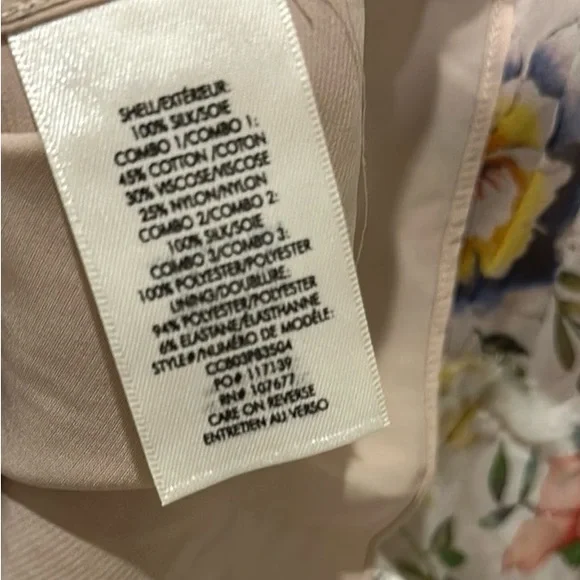 SHELL/EXTÉRIEUR:
100% SILK/SOIE
COMBO 1/COMBO 1:
45% COTTON /COTON
30% VISCOSE/VISCOSE
25% NYLON/NYLON
COMBO 2/COMBO 2:
100% SILK/SOIE
COMBO 3/COMBO 3:
100% POLYESTER/POLYESTER
LINING/DOUBLURE:
94% POLYESTER/POLYESTER
6% ELASTANE/ÉLASTHANNE
STYLE#/NUMÉRO DE MODÈLE:
CC803PB3504
PO# 117139
RN# 107677
CARE ON REVERSE
ENTRETIEN AU VERSO